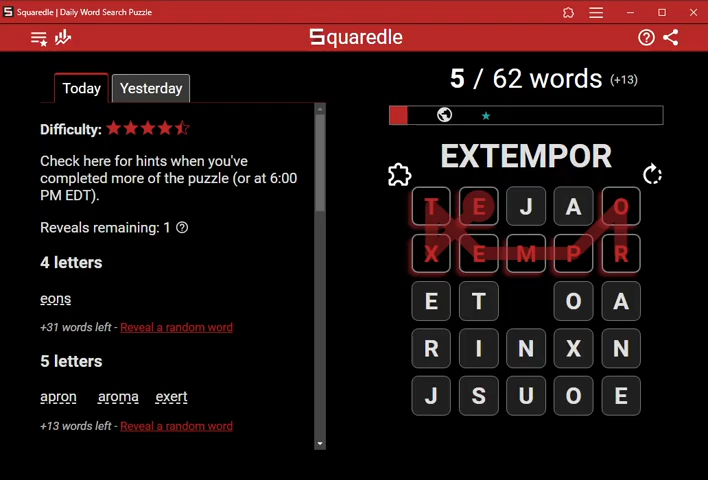 Squaredle | Daily Word Search Puzzle
Squaredle
Today Yesterday
5 / 62 words (+13)
Difficulty:
Check here for hints when you've
completed more of the puzzle (or at 6:00
PM EDT).
EXTEMPOR
Reveals remaining: 1
4 letters
eons
+31 words left - Reveal a random word
5 letters
apron aroma exert
+13 words left - Reveal a random word
T E J A O
X E M P R
E T O A
R I N X N
J S U O E